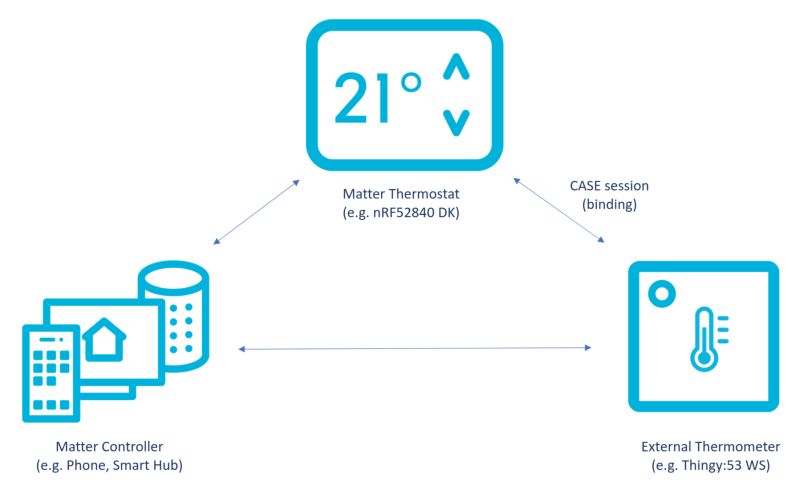 21°
Matter Thermostat
(e.g. nRF52840 DK)
CASE session
(binding)
Matter Controller
(e.g. Phone, Smart Hub)
External Thermometer
(e.g. Thingy:53 WS)